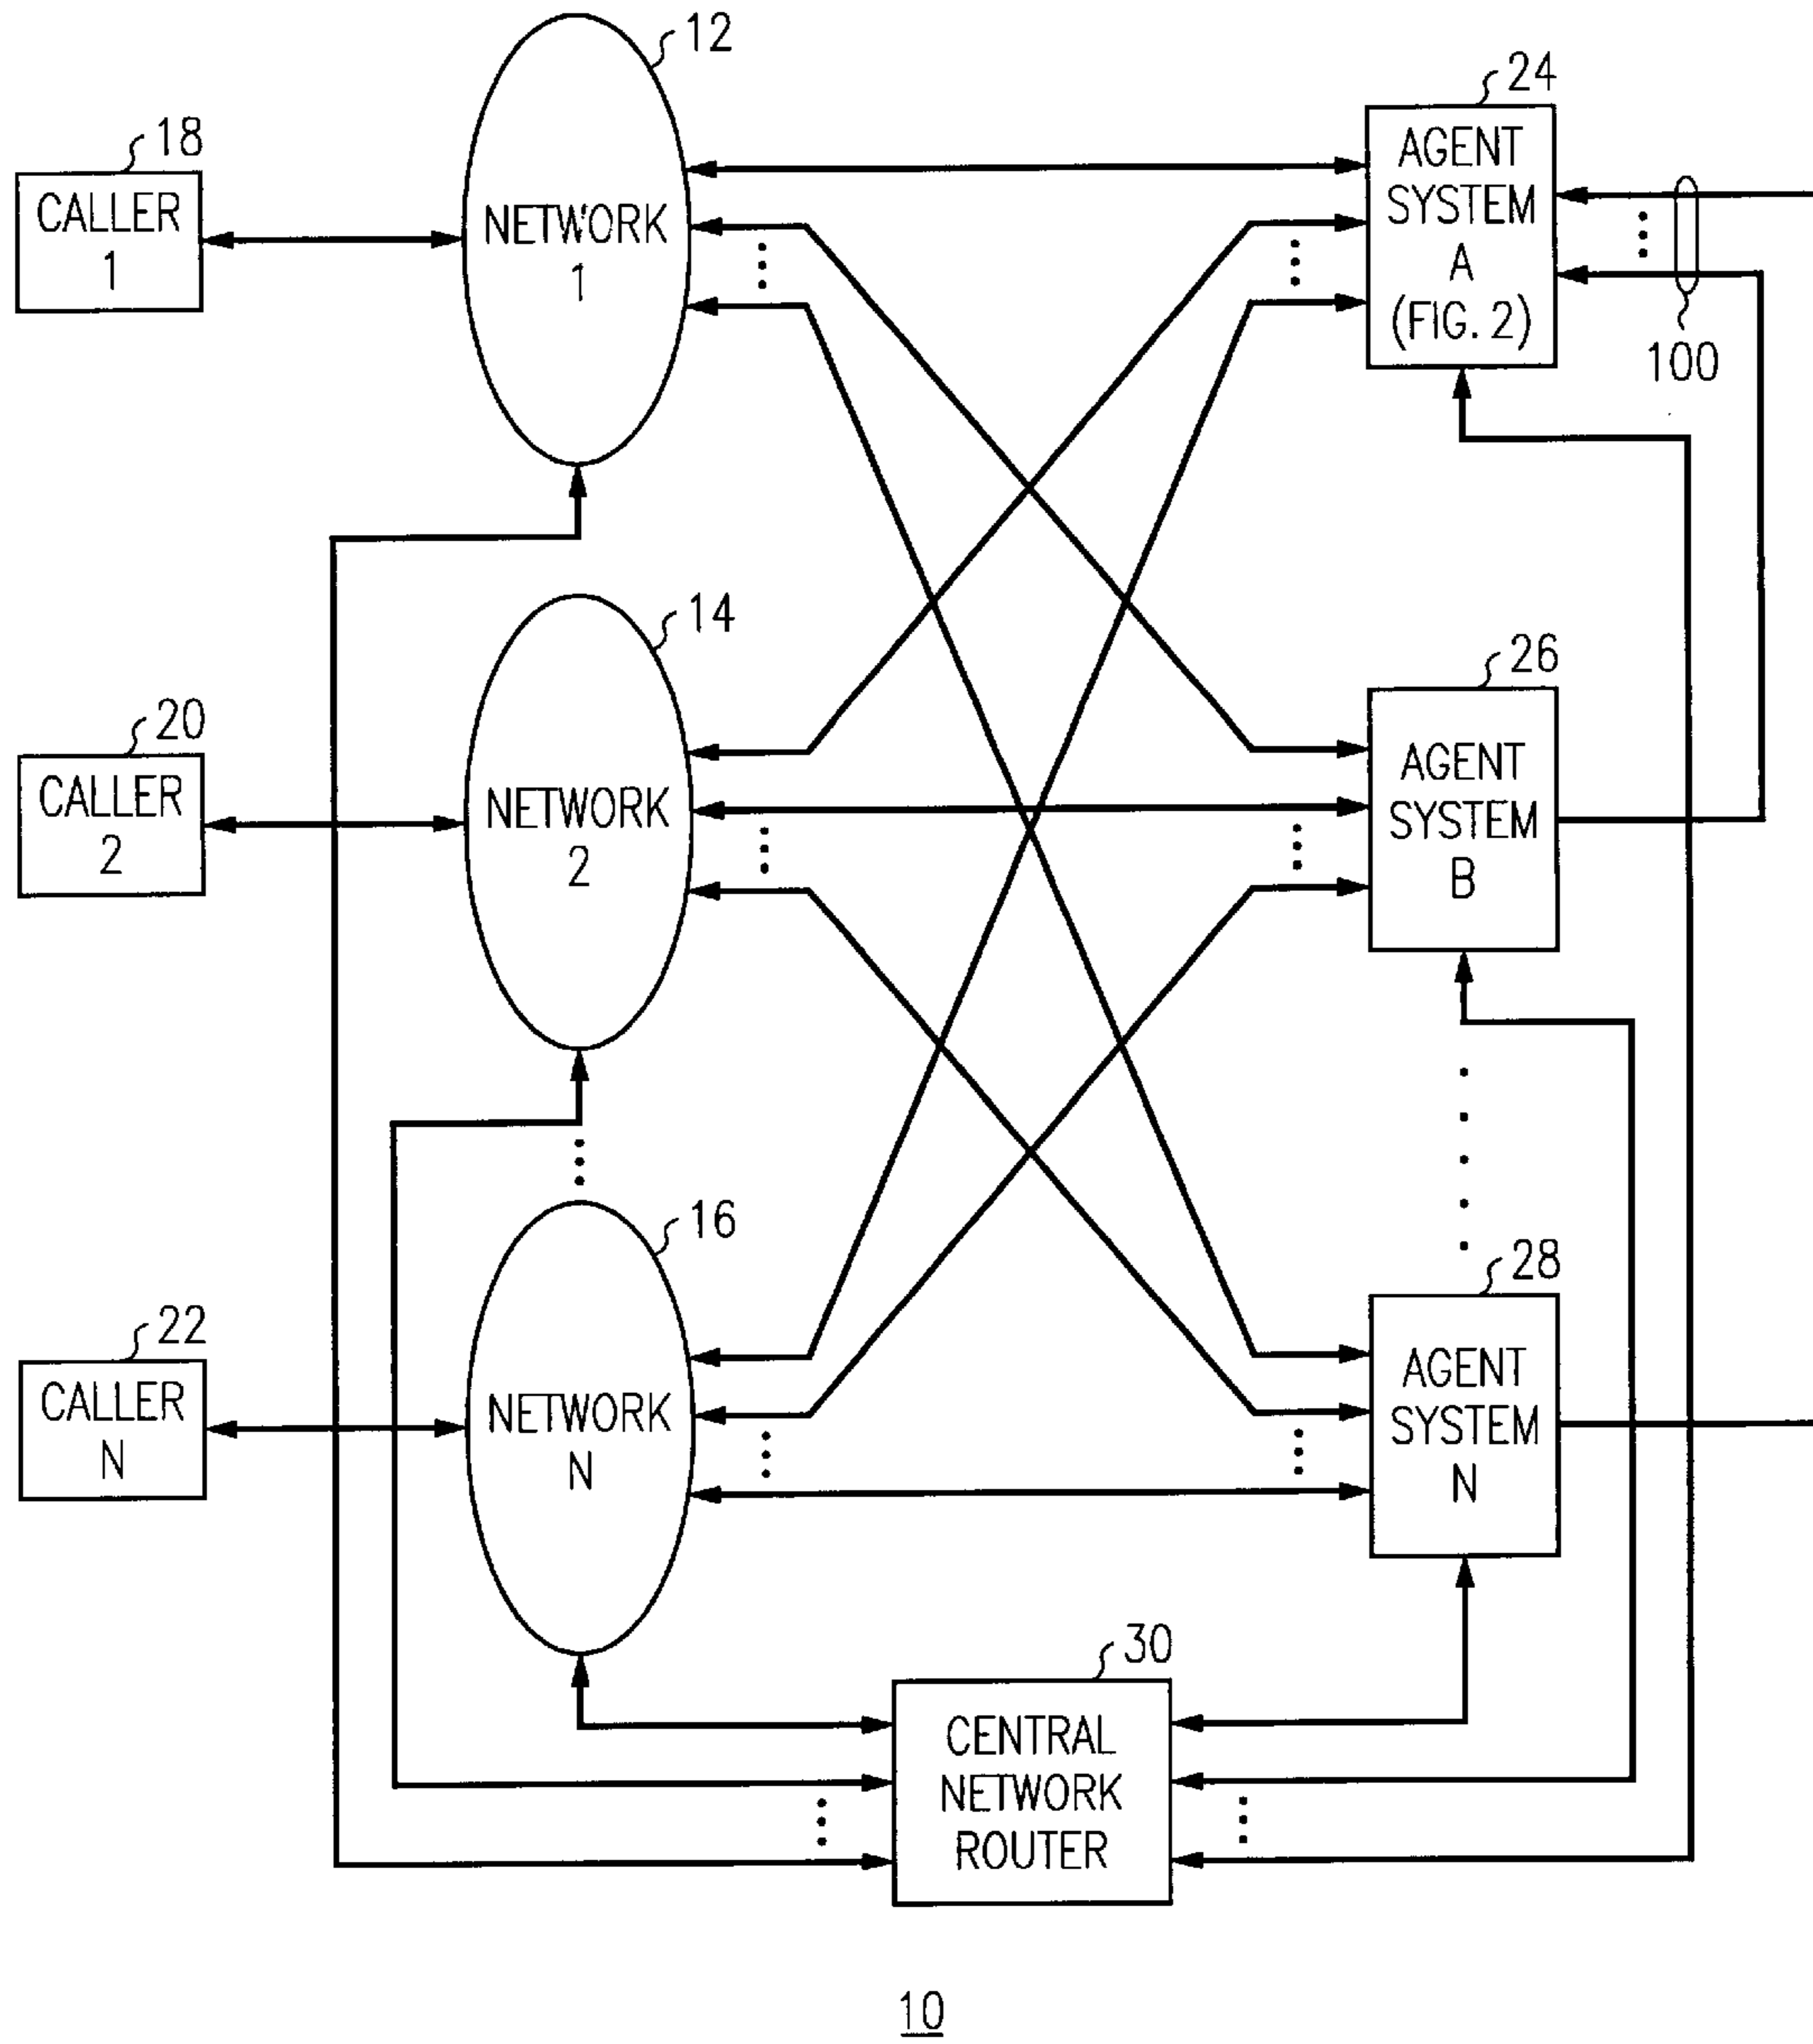 12
24
18
AGENT
SYSTEM
A
(FIG. 2)
CALLER
1
NETWORK
1
100
14
26
20
AGENT
SYSTEM
B
CALLER
2
NETWORK
2
16
28
22
AGENT
SYSTEM
N
CALLER
N
NETWORK
N
30
CENTRAL
NETWORK
ROUTER
10